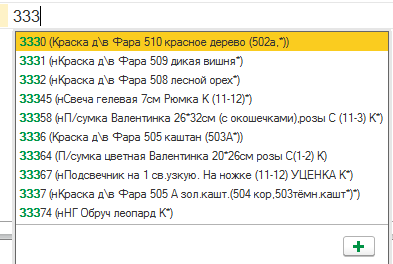 333
3330 (Краска д\в Фара 510 красное дерево (502а,*))
3331 (нКраска д\в Фара 509 дикая вишня*)
3332 (нКраска д\в Фара 508 лесной орех*)
33345 (нСвеча гелевая 7см Рюмка К (11-12)*)
33358 (нП/сумка Валентинка 26*32см (с окошечками),розы С (11-3) К*)
3336 (Краска д\в Фара 505 каштан (503А*))
33364 (П/сумка цветная Валентинка 20*26см розы С(1-2) К)
33367 (нПодсвечник на 1 св.узкую. На ножке (11-12) УЦЕНКА К*)
3337 (нКраска д\в Фара 505 А зол.кашт.(504 кор,503тёмн.кашт*)*)
33374 (нНГ Обруч леопард К*)